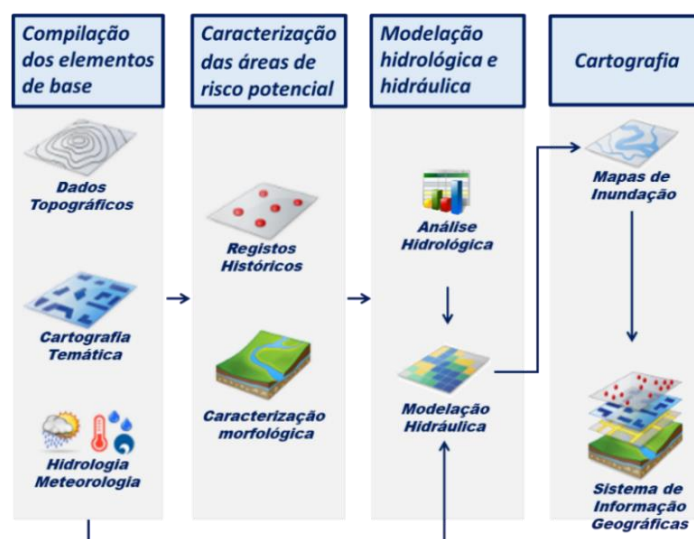 Compilação
dos elementos
de base
Dados
Topográficos
Cartografia
Temática
Hidrologia
Meteorologia
Caracterização
das áreas de
risco potencial
Registos
Históricos
Caracterização
morfológica
Modelação
hidrológica e
hidráulica
Análise
Hidrológica
Modelação
Hidráulica
Cartografia
Mapas de
Inundação
Sistema de
Informação
Geográficas